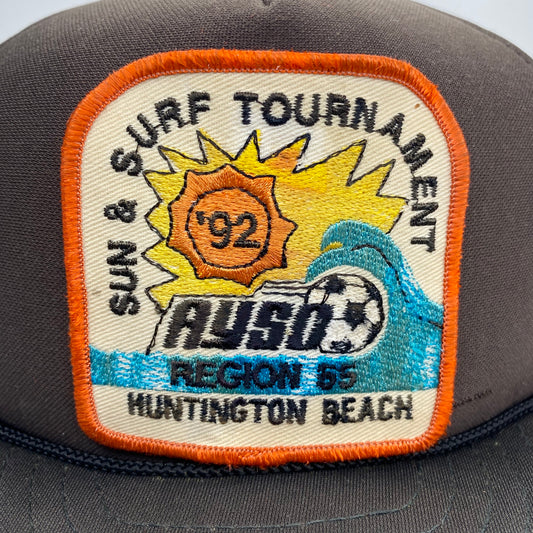 SUN & SURF TOURNAMENT
'92
AYSO
REGION 55
HUNTINGTON BEACH